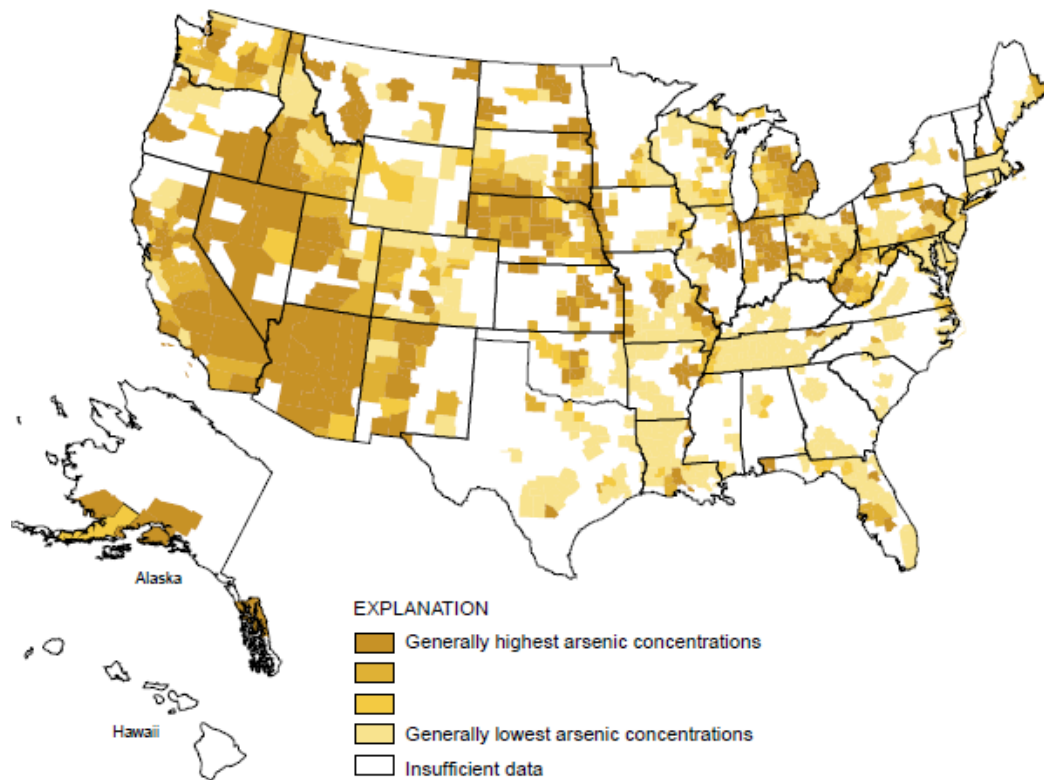 Alaska
Hawaii
EXPLANATION
Generally highest arsenic concentrations
Generally lowest arsenic concentrations
Insufficient data